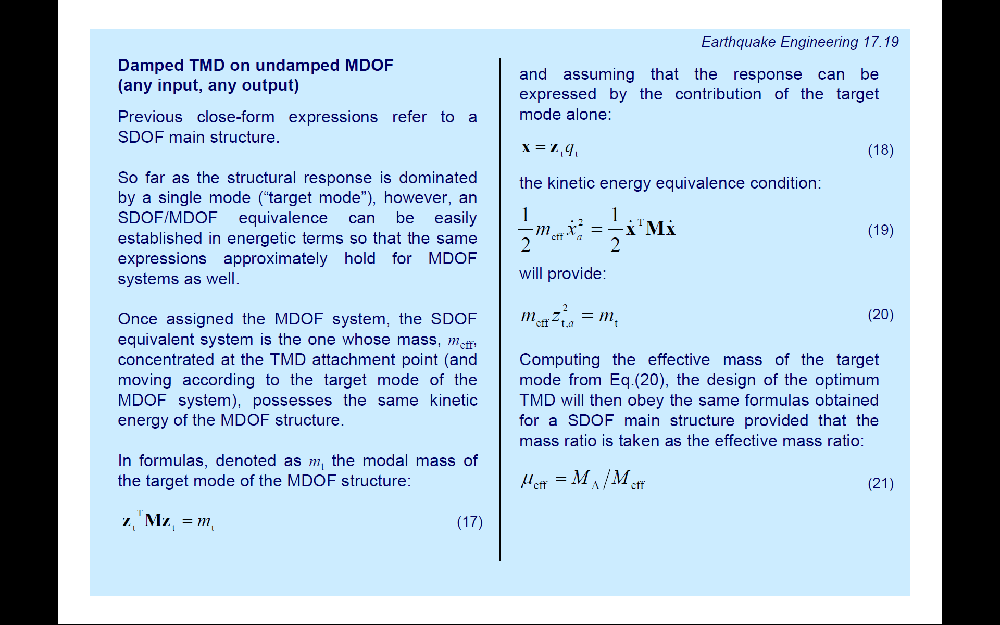 Earthquake Engineering 17.19
Damped TMD on undamped MDOF
(any input, any output)
Previous close-form expressions refer to a
SDOF main structure.
So far as the structural response is dominated
by a single mode (“target mode”), however, an
SDOF/MDOF equivalence can be easily
established in energetic terms so that the same
expressions approximately hold for MDOF
systems as well.
Once assigned the MDOF system, the SDOF
equivalent system is the one whose mass, m_eff,
concentrated at the TMD attachment point (and
moving according to the target mode of the
MDOF system), possesses the same kinetic
energy of the MDOF structure.
In formulas, denoted as m_t the modal mass of
the target mode of the MDOF structure:
z_t^T M z_t = m_t (17)
and assuming that the response can be
expressed by the contribution of the target
mode alone:
x = z_t q_t (18)
the kinetic energy equivalence condition:
1/2 m_eff ẋ_a^2 = 1/2 ẋ^T M ẋ (19)
will provide:
m_eff z_t,a^2 = m_t (20)
Computing the effective mass of the target
mode from Eq.(20), the design of the optimum
TMD will then obey the same formulas obtained
for a SDOF main structure provided that the
mass ratio is taken as the effective mass ratio:
μ_eff = M_A / M_eff (21)